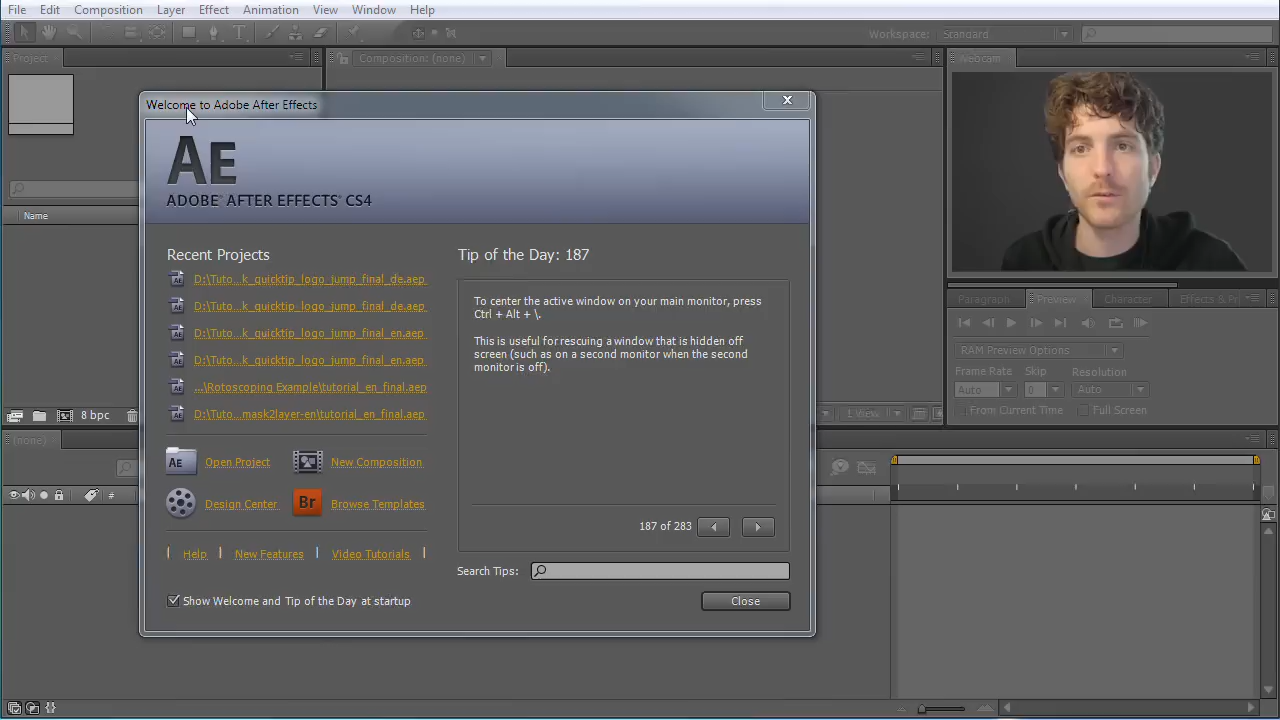 File Edit Composition Layer Effect Animation View Window Help
Workspace: Standard
Project
Composition: (none)
Webcam
Welcome to Adobe After Effects
AE
ADOBE® AFTER EFFECTS® CS4
Name
Recent Projects
D:\Tuto...k_quicktip_logo_jump_final_de.aep
D:\Tuto...k_quicktip_logo_jump_final_de.aep
D:\Tuto...k_quicktip_logo_jump_final_en.aep
D:\Tuto...k_quicktip_logo_jump_final_en.aep
...\Rotoscoping Example\tutorial_en_final.aep
D:\Tuto...mask2layer-en\tutorial_en_final.aep
AE Open Project
New Composition
Design Center
Br Browse Templates
Help New Features Video Tutorials
Show Welcome and Tip of the Day at startup
Tip of the Day: 187
To center the active window on your main monitor, press
Ctrl + Alt + \.
This is useful for rescuing a window that is hidden off
screen (such as on a second monitor when the second
monitor is off).
187 of 283
Search Tips:
Close
Paragraph Preview Character Effects &
RAM Preview Options
Frame Rate Skip Resolution
Auto 0 Auto
From Current Time Full Screen
8 bpc
1 View
(none)
#